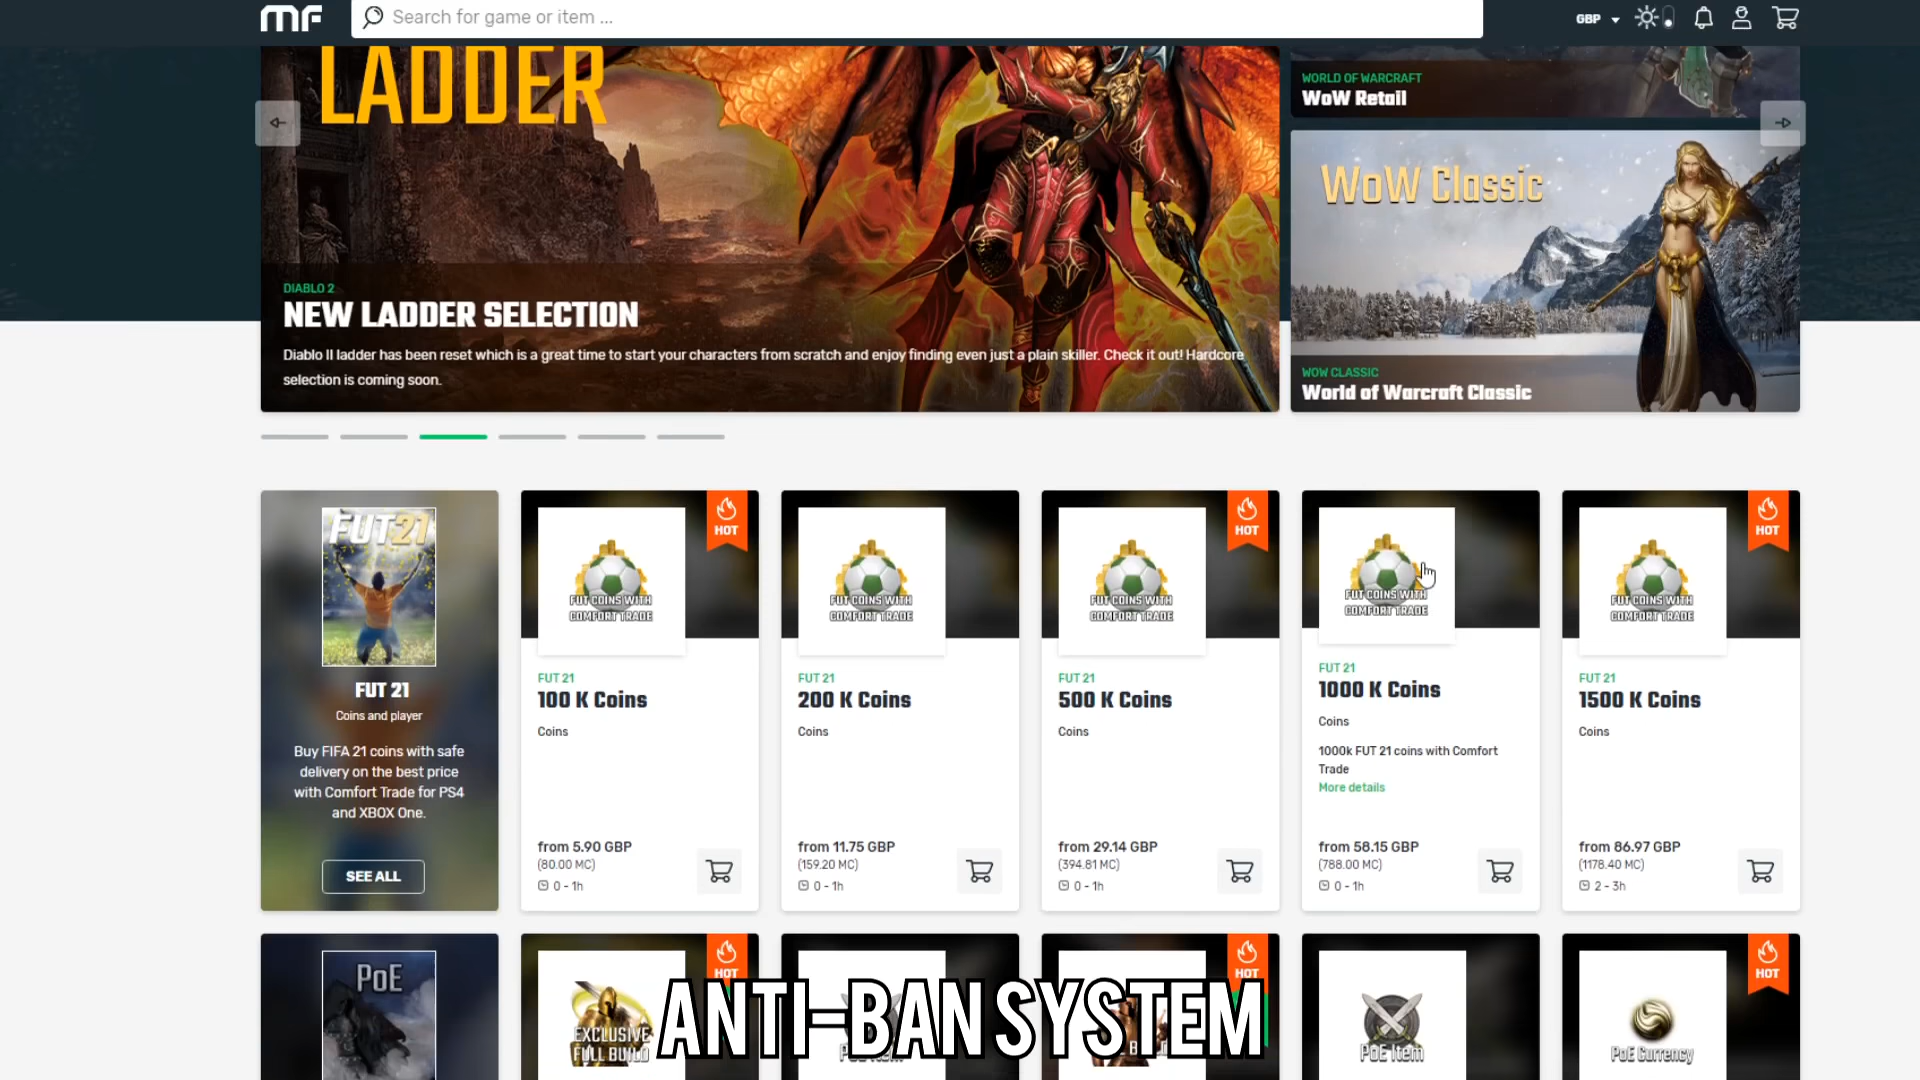 MF
Search for game or item ...
GBP
LADDER
DIABLO 2
NEW LADDER SELECTION
Diablo II ladder has been reset which is a great time to start your characters from scratch and enjoy finding even just a plain skiller. Check it out! Hardcore
selection is coming soon.
WORLD OF WARCRAFT
WoW Retail
WoW Classic
WOW CLASSIC
World of Warcraft Classic
FUT 21
FUT 21
Coins and player
Buy FIFA 21 coins with safe
delivery on the best price
with Comfort Trade for PS4
and XBOX One.
SEE ALL
HOT
FUT COINS WITH
COMFORT TRADE
FUT 21
100 K Coins
Coins
from 5.90 GBP
(80.00 MC)
0 - 1h
FUT COINS WITH
COMFORT TRADE
FUT 21
200 K Coins
Coins
from 11.75 GBP
(159.20 MC)
0 - 1h
HOT
FUT COINS WITH
COMFORT TRADE
FUT 21
500 K Coins
Coins
from 29.14 GBP
(394.81 MC)
0 - 1h
FUT COINS WITH
COMFORT TRADE
FUT 21
1000 K Coins
Coins
1000k FUT 21 coins with Comfort
Trade
More details
from 58.15 GBP
(788.00 MC)
0 - 1h
HOT
FUT COINS WITH
COMFORT TRADE
FUT 21
1500 K Coins
Coins
from 86.97 GBP
(1178.40 MC)
2 - 3h
PoE
HOT
EXCLUSIVE
FULL BUILD
HOT
PoE Item
HOT
PoE Currency
ANTI-BAN SYSTEM